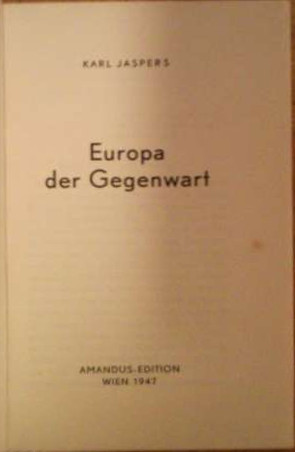 KARL JASPERS
Europa
der Gegenwart
AMANDUS-EDITION
WIEN 1947